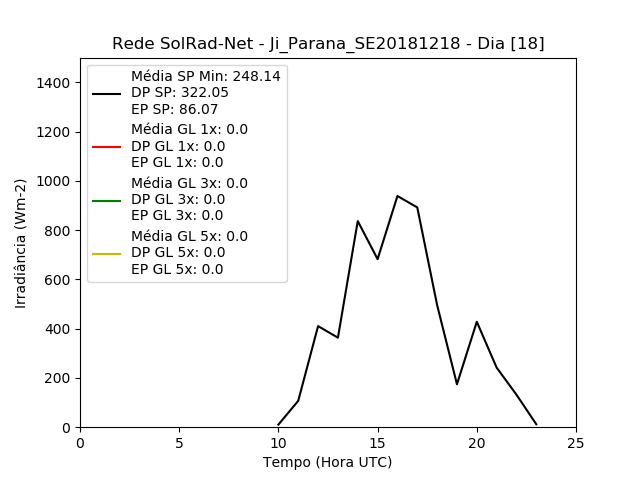 Rede SolRad-Net - Ji_Parana_SE20181218 - Dia [18]
Média SP Min: 248.14
DP SP: 322.05
EP SP: 86.07
Média GL 1x: 0.0
DP GL 1x: 0.0
EP GL 1x: 0.0
Média GL 3x: 0.0
DP GL 3x: 0.0
EP GL 3x: 0.0
Média GL 5x: 0.0
DP GL 5x: 0.0
EP GL 5x: 0.0
Irradiância (Wm-2)
1400
1200
1000
800
600
400
200
0
0 5 10 15 20 25
Tempo (Hora UTC)